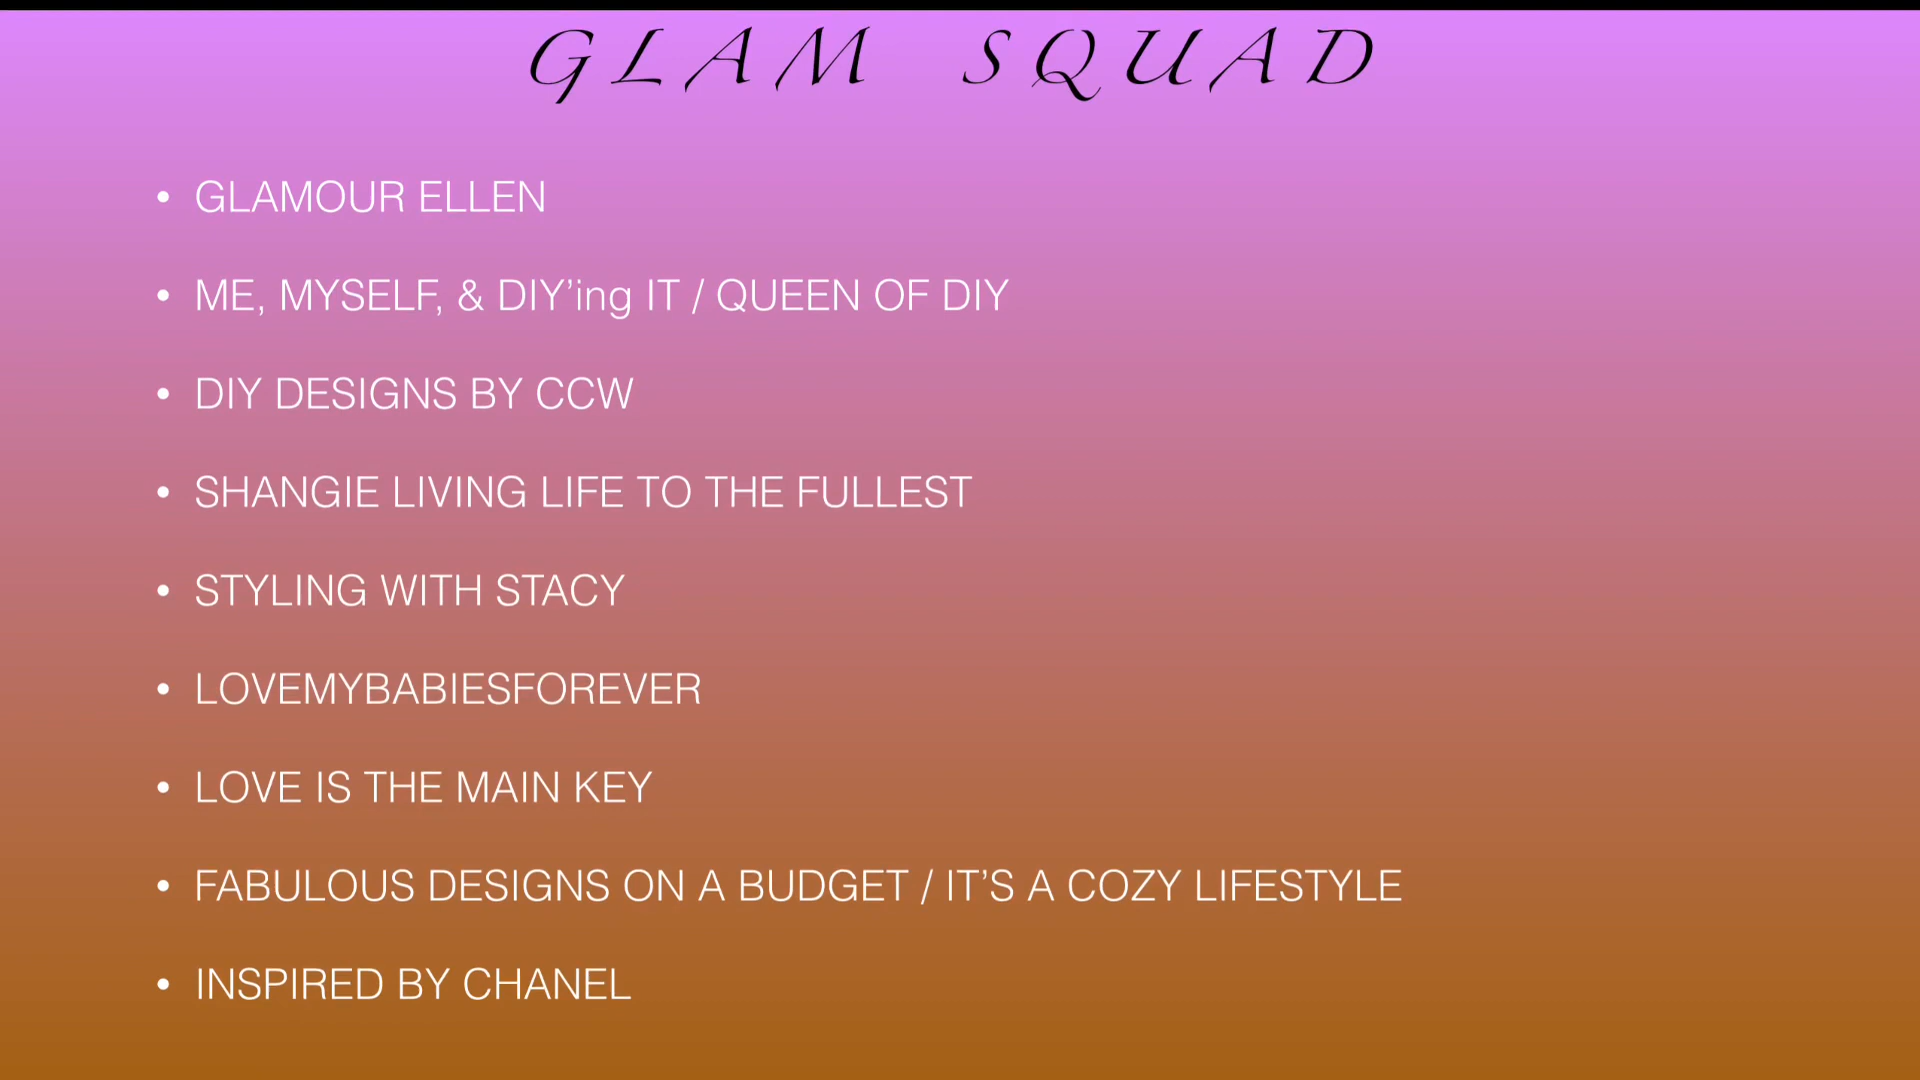 GLAM SQUAD
• GLAMOUR ELLEN
• ME, MYSELF, & DIY’ing IT / QUEEN OF DIY
• DIY DESIGNS BY CCW
• SHANGIE LIVING LIFE TO THE FULLEST
• STYLING WITH STACY
• LOVEMYBABIESFOREVER
• LOVE IS THE MAIN KEY
• FABULOUS DESIGNS ON A BUDGET / IT’S A COZY LIFESTYLE
• INSPIRED BY CHANEL